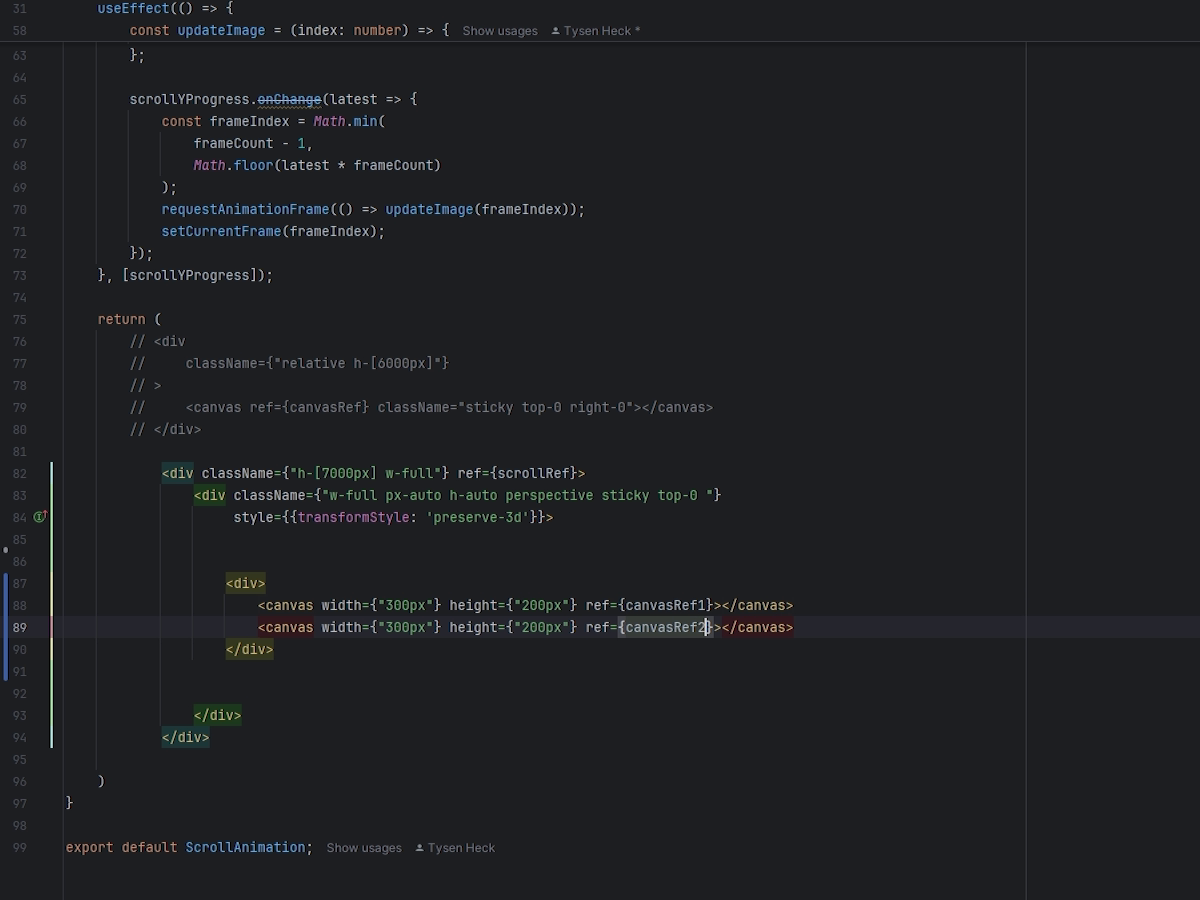 31 useEffect(() => {
58 const updateImage = (index: number) => { Show usages Tysen Heck *
63 };
64
65 scrollYProgress.onChange(latest => {
66 const frameIndex = Math.min(
67 frameCount - 1,
68 Math.floor(latest * frameCount)
69 );
70 requestAnimationFrame(() => updateImage(frameIndex));
71 setCurrentFrame(frameIndex);
72 });
73 }, [scrollYProgress]);
74
75 return (
76 // <div
77 // className={"relative h-[6000px]"}
78 // >
79 // <canvas ref={canvasRef} className="sticky top-0 right-0"></canvas>
80 // </div>
81
82 <div className={"h-[7000px] w-full"} ref={scrollRef}>
83 <div className={"w-full px-auto h-auto perspective sticky top-0 "}
84 style={{transformStyle: 'preserve-3d'}}>
85
86
87 <div>
88 <canvas width={"300px"} height={"200px"} ref={canvasRef1}></canvas>
89 <canvas width={"300px"} height={"200px"} ref={canvasRef2}></canvas>
90 </div>
91
92
93 </div>
94 </div>
95
96 )
97 }
98
99 export default ScrollAnimation; Show usages Tysen Heck